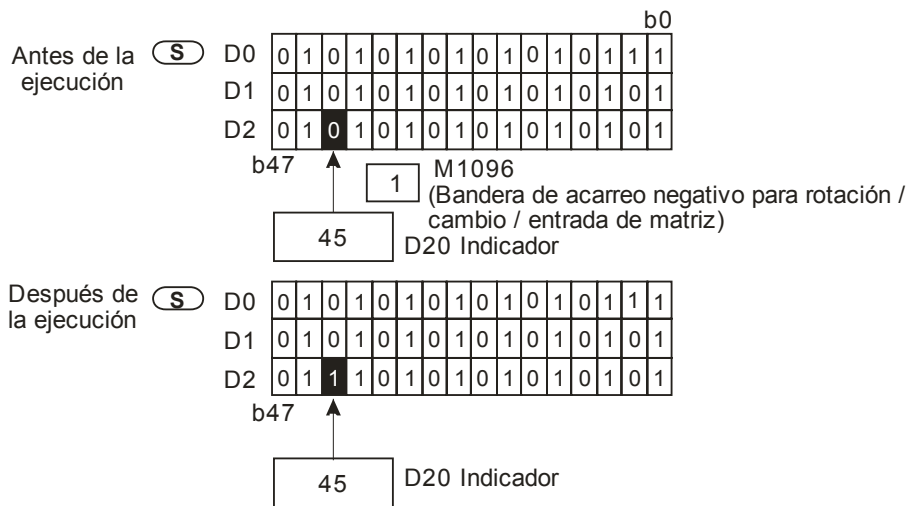 b0
Antes de la ejecución S D0 0 1 0 1 0 1 0 1 0 1 0 1 0 1 1 1
D1 0 1 0 1 0 1 0 1 0 1 0 1 0 1 0 1
D2 0 1 0 1 0 1 0 1 0 1 0 1 0 1 0 1
b47
1 M1096
(Bandera de acarreo negativo para rotación /
cambio / entrada de matriz)
45 D20 Indicador
Después de la ejecución S D0 0 1 0 1 0 1 0 1 0 1 0 1 0 1 1 1
D1 0 1 0 1 0 1 0 1 0 1 0 1 0 1 0 1
D2 0 1 1 1 0 1 0 1 0 1 0 1 0 1 0 1
b47
45 D20 Indicador